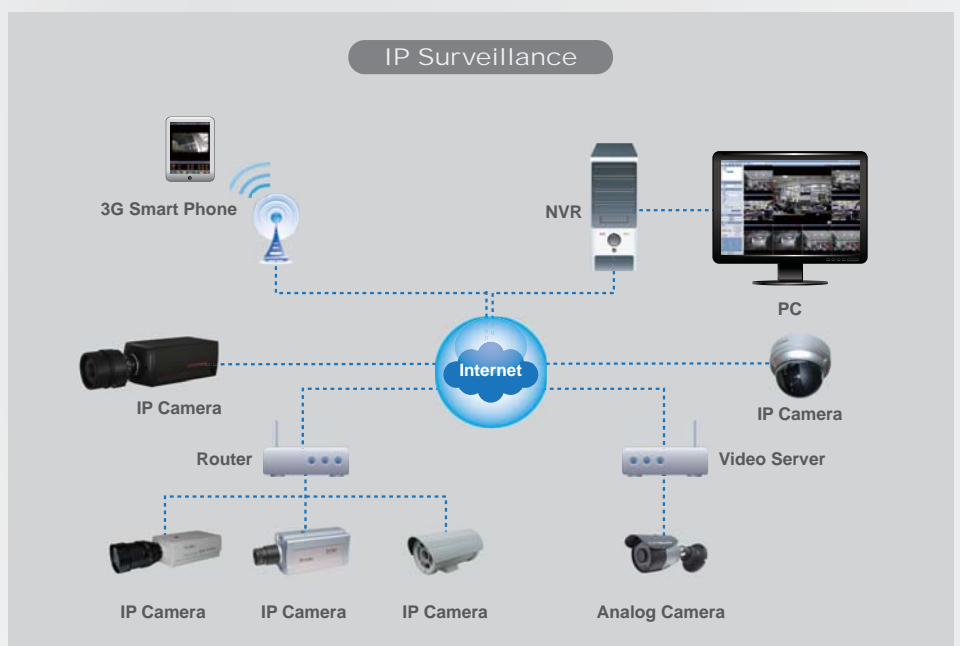 IP Surveillance
3G Smart Phone
NVR
PC
Internet
IP Camera
IP Camera
Router
Video Server
IP Camera
IP Camera
IP Camera
Analog Camera